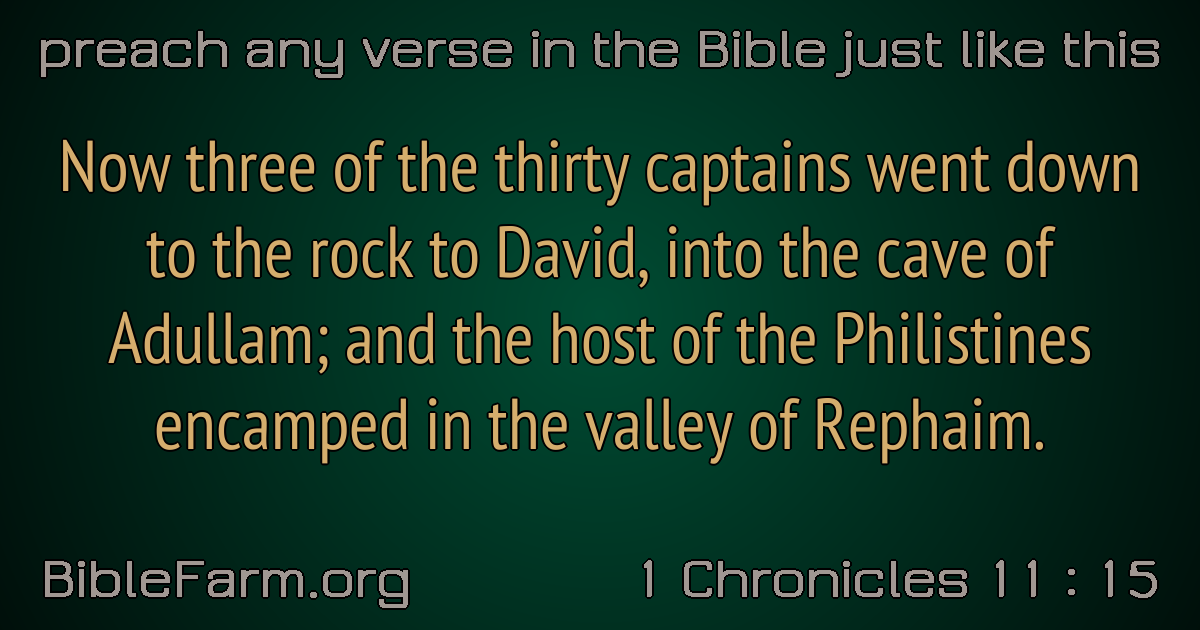 preach any verse in the Bible just like this
Now three of the thirty captains went down
to the rock to David, into the cave of
Adullam; and the host of the Philistines
encamped in the valley of Rephaim.
BibleFarm.org
1 Chronicles 11 : 15